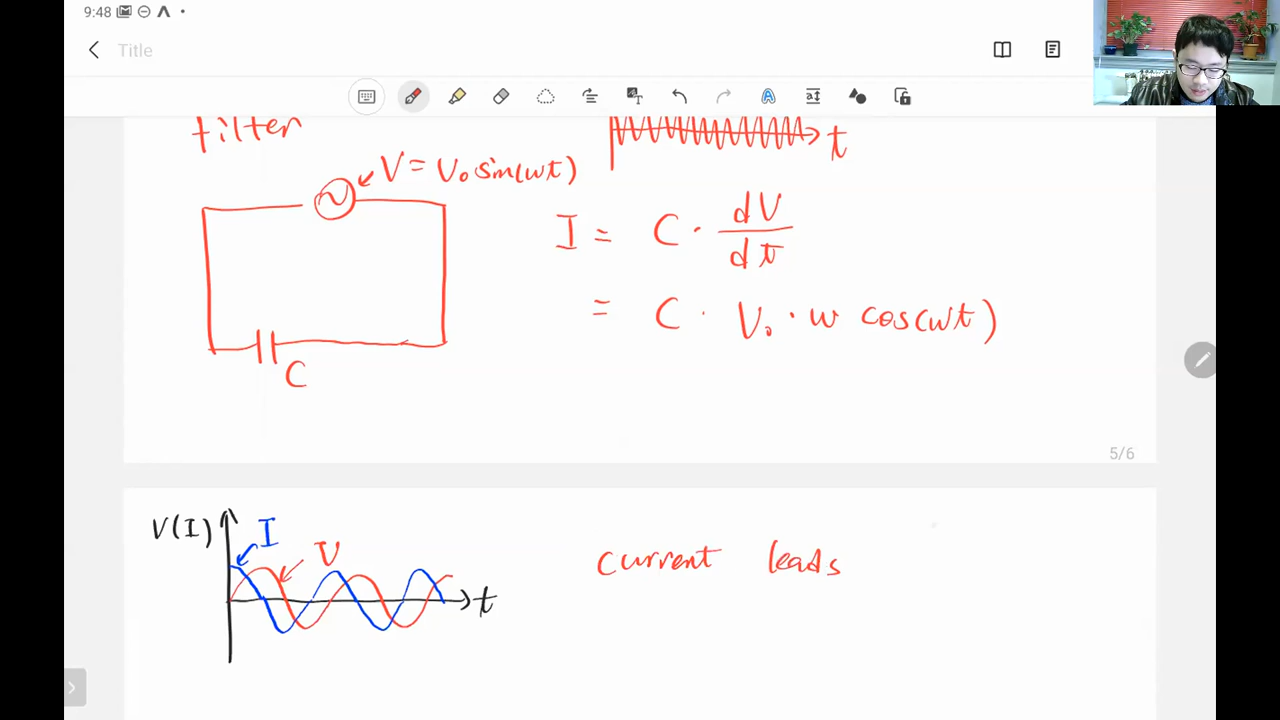 9:48
Title
filter
t
V = V₀ sin(wt)
I = C · dV/dt
= C · V₀ · w cos(wt)
C
5/6
V(I)
I
V
t
current leads